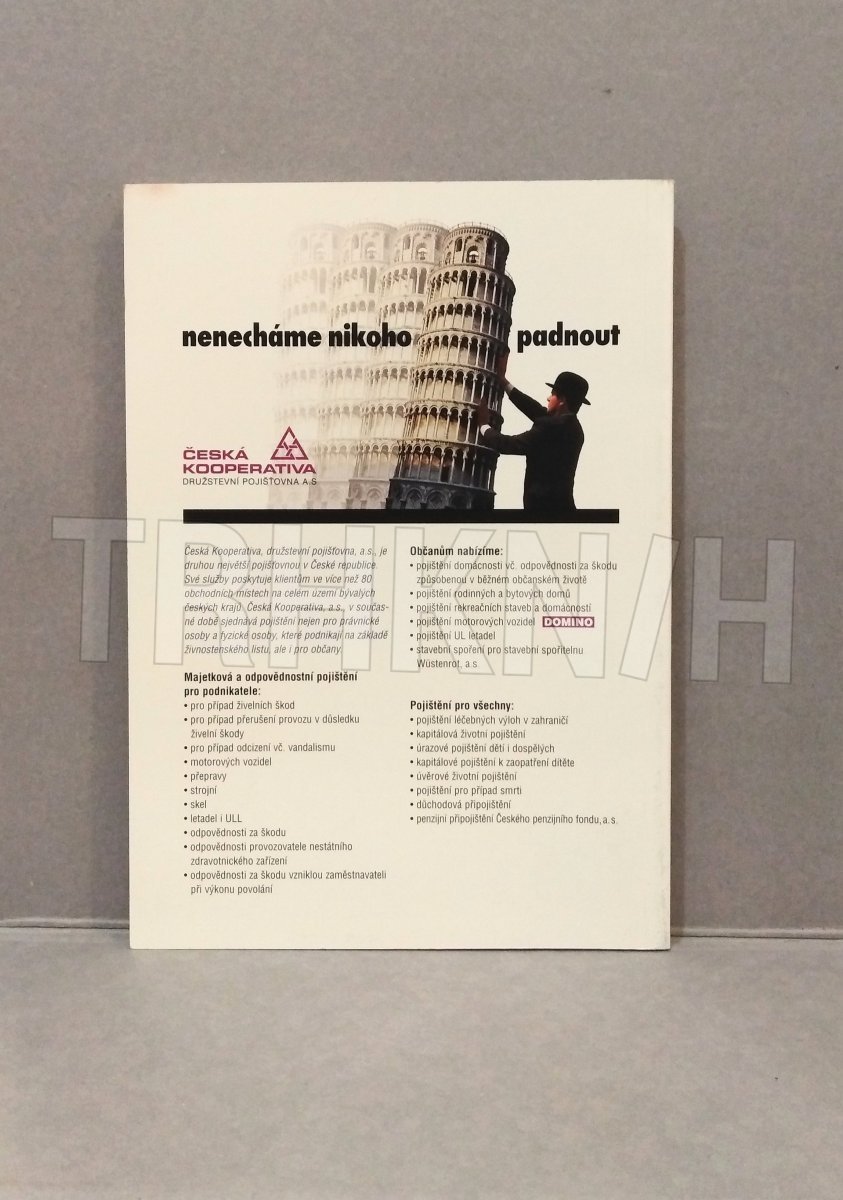 nenecháme nikoho padnout
ČESKÁ
KOOPERATIVA
DRUŽSTEVNÍ POJIŠŤOVNA A.S
Česká Kooperativa, družstevní pojišťovna, a.s., je
druhou největší pojišťovnou v České republice.
Své služby poskytuje klientům ve více než 80
obchodních místech na celém území bývalých
českých krajů. Česká Kooperativa, a.s., v součas-
né době sjednává pojištění nejen pro právnické
osoby a fyzické osoby, které podnikají na základě
živnostenského listu, ale i pro občany.
Majetková a odpovědnostní pojištění
pro podnikatele:
• pro případ živelních škod
• pro případ přerušení provozu v důsledku
živelní škody
• pro případ odcizení vč. vandalismu
• motorových vozidel
• přepravy
• strojní
• skel
• letadel i ULL
• odpovědnosti za škodu
• odpovědnosti provozovatele nestátního
zdravotnického zařízení
• odpovědnosti za škodu vzniklou zaměstnavateli
při výkonu povolání
Občanům nabízíme:
• pojištění domácnosti vč. odpovědnosti za škodu
způsobenou v běžném občanském životě
• pojištění rodinných a bytových domů
• pojištění rekreačních staveb a domácností
• pojištění motorových vozidel DOMINO
• pojištění UL letadel
• stavební spoření pro stavební spořitelnu
Wüstenrot, a.s
Pojištění pro všechny:
• pojištění léčebných výloh v zahraničí
• kapitálová životní pojištění
• úrazové pojištění dětí i dospělých
• kapitálové pojištění k zaopatření dítěte
• úvěrové životní pojištění
• pojištění pro případ smrti
• důchodová připojištění
• penzijní připojištění Českého penzijního fondu, a.s.
TRHKN/H